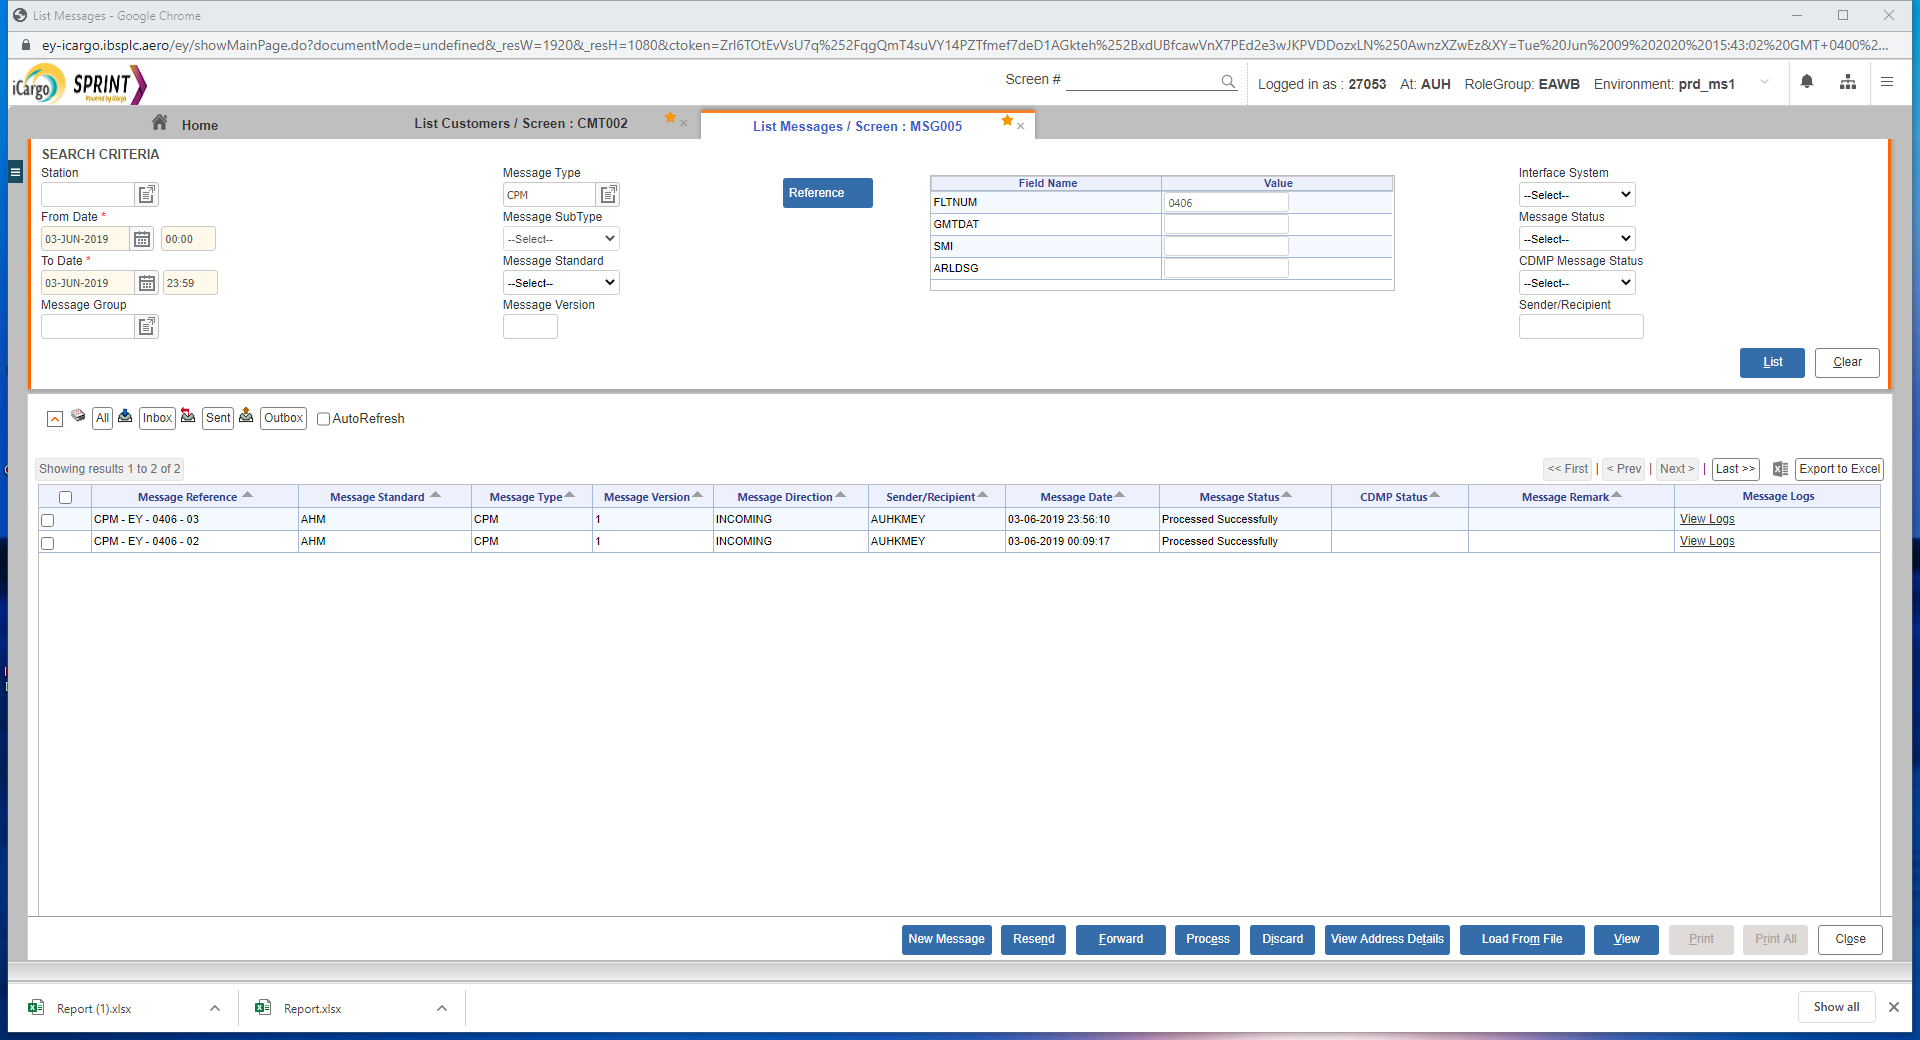 List Messages - Google Chrome
ey-icargo.ibsplc.aero/ey/showMainPage.do?documentMode=undefined&_resW=1920&_resH=1080&ctoken=ZrI6TOtEvVsU7q%252FqgQmT4suVY14PZTfmef7deD1AGkteh%252BxdUBfcawVnX7PEd2e3wJKPVDDozxLN%250AwnzXZwEz&XY=Tue%20Jun%2009%202020%2015:43:02%20GMT+0400%2...
iCargo SPRINT Powered by iCargo Screen # Logged in as : 27053 At: AUH RoleGroup: EAWB Environment: prd_ms1
Home List Customers / Screen : CMT002 List Messages / Screen : MSG005
SEARCH CRITERIA
Station Message Type Interface System
CPM Reference Field Name Value --Select--
FLTNUM 0406
From Date * Message SubType GMTDAT Message Status
03-JUN-2019 00:00 --Select-- SMI --Select--
To Date * Message Standard ARLDSG CDMP Message Status
03-JUN-2019 23:59 --Select-- --Select--
Message Group Message Version Sender/Recipient
List Clear
All Inbox Sent Outbox AutoRefresh
Showing results 1 to 2 of 2 << First | < Prev | Next > | Last >> Export to Excel
Message Reference Message Standard Message Type Message Version Message Direction Sender/Recipient Message Date Message Status CDMP Status Message Remark Message Logs
CPM - EY - 0406 - 03 AHM CPM 1 INCOMING AUHKMEY 03-06-2019 23:56:10 Processed Successfully View Logs
CPM - EY - 0406 - 02 AHM CPM 1 INCOMING AUHKMEY 03-06-2019 00:09:17 Processed Successfully View Logs
New Message Resend Forward Process Discard View Address Details Load From File View Print Print All Close
Report (1).xlsx Report.xlsx Show all